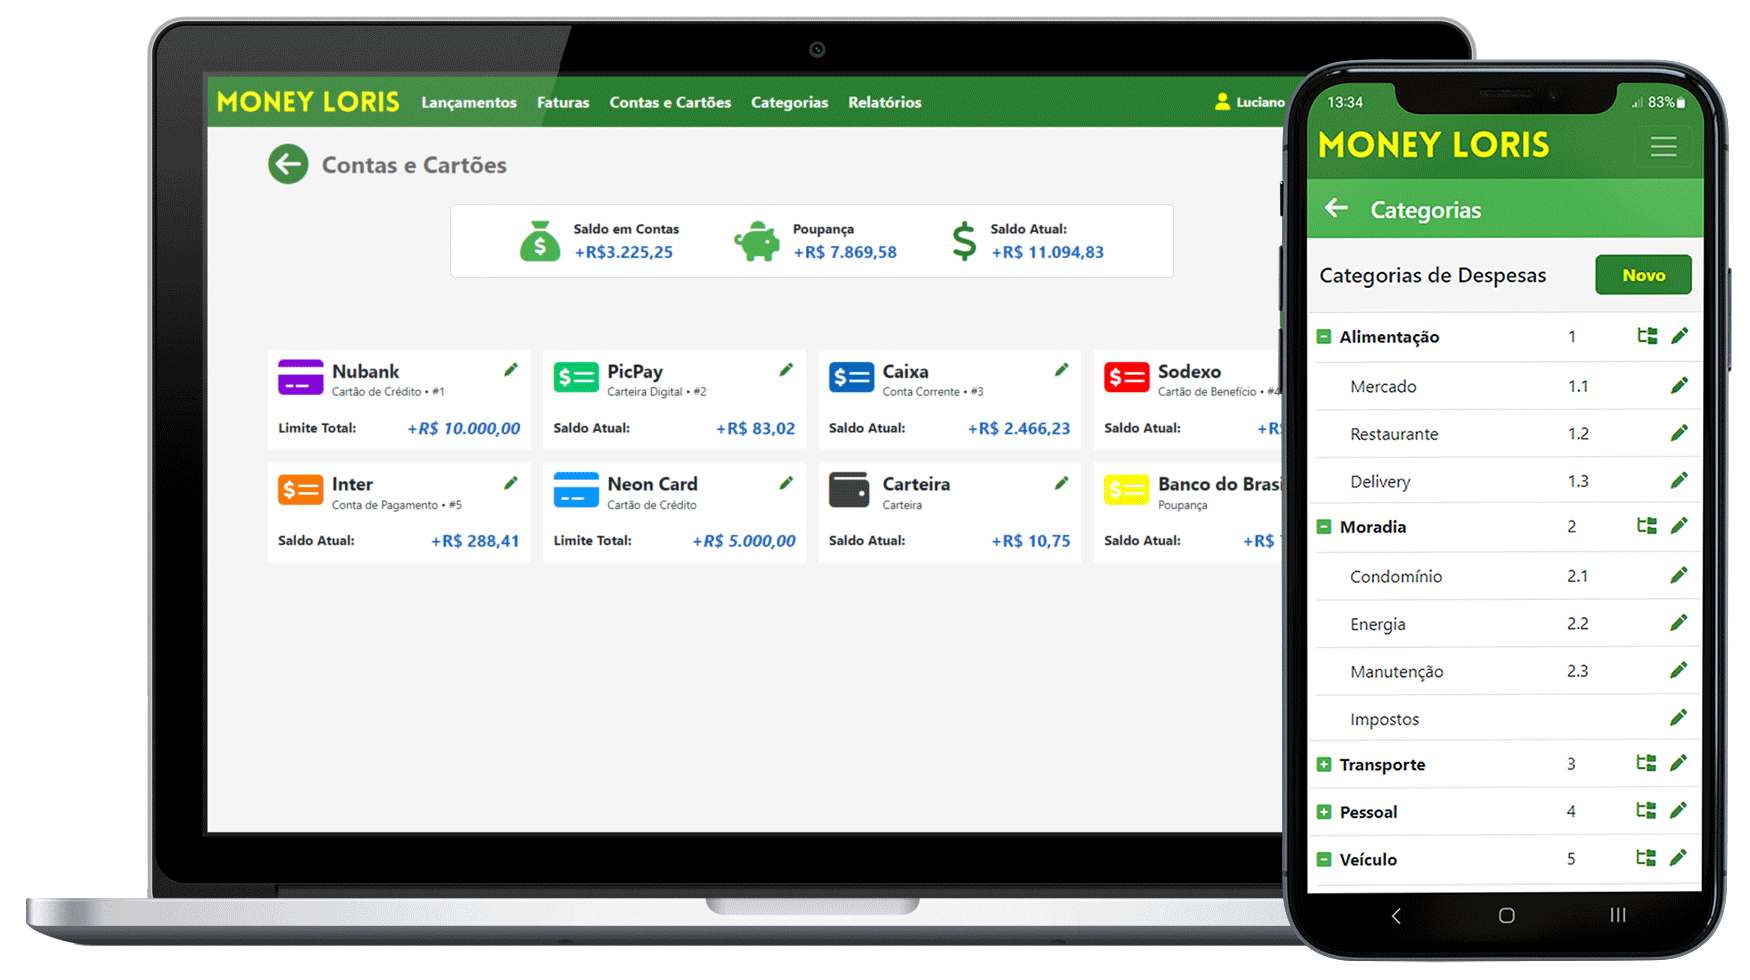 MONEY LORIS Lançamentos Faturas Contas e Cartões Categorias Relatórios Luciano
Contas e Cartões
Saldo em Contas
+R$3.225,25
Poupança
+R$ 7.869,58
Saldo Atual:
+R$ 11.094,83
Nubank
Cartão de Crédito • #1
Limite Total: +R$ 10.000,00
PicPay
Carteira Digital • #2
Saldo Atual: +R$ 83,02
Caixa
Conta Corrente • #3
Saldo Atual: +R$ 2.466,23
Sodexo
Cartão de Benefício • #4
Saldo Atual: +R$
Inter
Conta de Pagamento • #5
Saldo Atual: +R$ 288,41
Neon Card
Cartão de Crédito
Limite Total: +R$ 5.000,00
Carteira
Carteira
Saldo Atual: +R$ 10,75
Banco do Brasi
Poupança
Saldo Atual: +R$
13:34 83%
MONEY LORIS
Categorias
Categorias de Despesas Novo
Alimentação 1
Mercado 1.1
Restaurante 1.2
Delivery 1.3
Moradia 2
Condomínio 2.1
Energia 2.2
Manutenção 2.3
Impostos
Transporte 3
Pessoal 4
Veículo 5